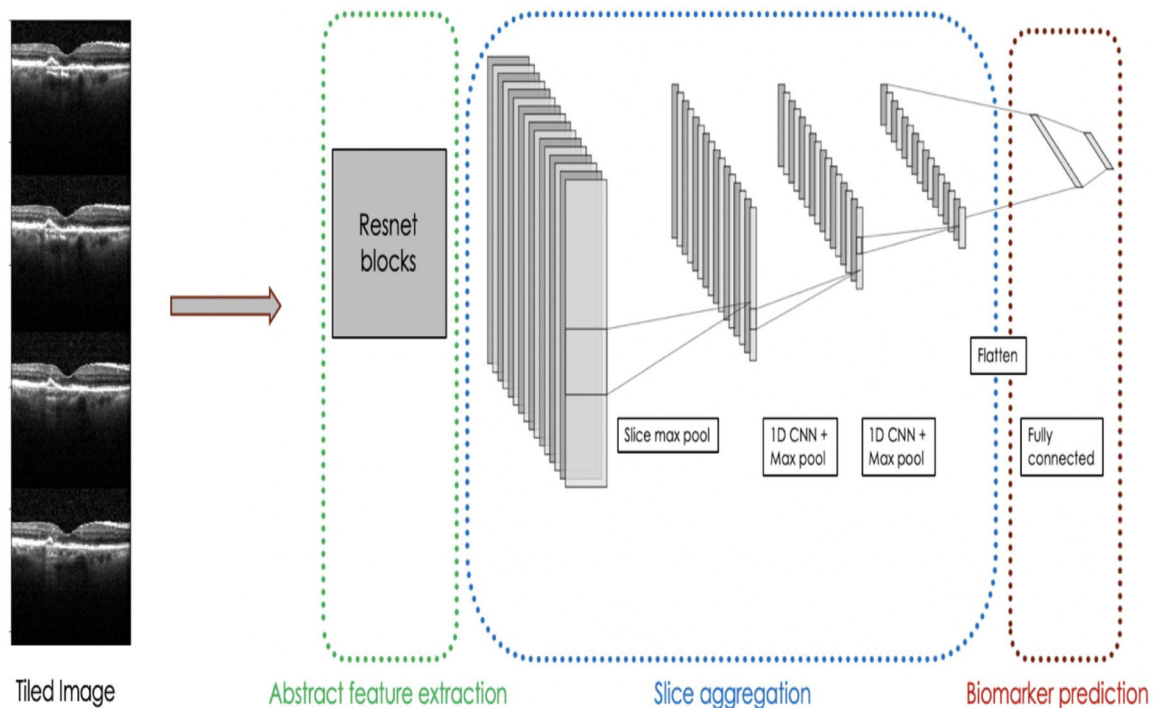 Resnet
blocks
Slice max pool
1D CNN +
Max pool
1D CNN +
Max pool
Flatten
Fully
connected
Tiled Image
Abstract feature extraction
Slice aggregation
Biomarker prediction